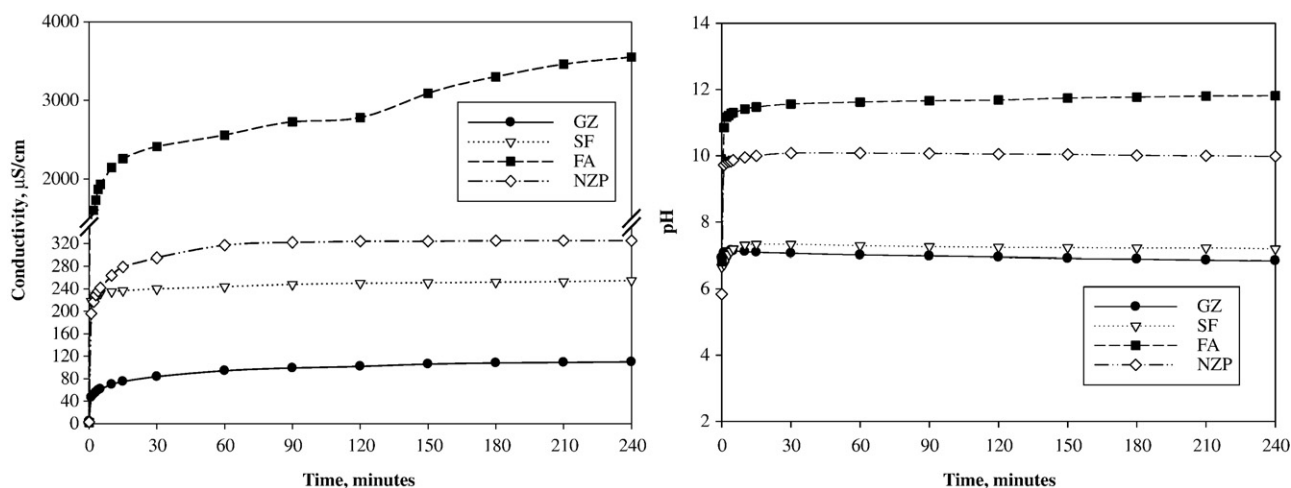 4000
3000
2000
320
280
240
200
160
120
80
40
0
Conductivity, µS/cm
GZ
SF
FA
NZP
0 30 60 90 120 150 180 210 240
Time, minutes
14
12
10
8
6
4
2
pH
GZ
SF
FA
NZP
0 30 60 90 120 150 180 210 240
Time, minutes